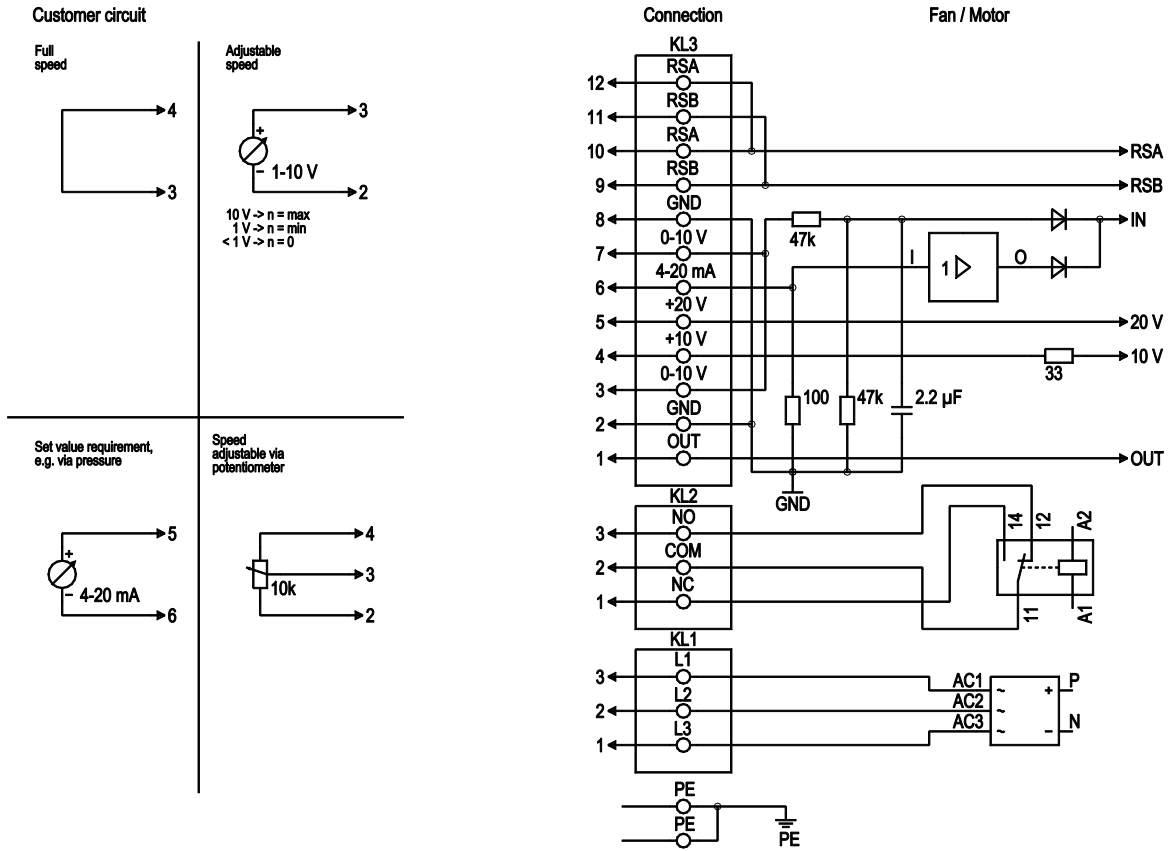 Customer circuit
Connection
Fan / Motor
Full
speed
4
3
Adjustable
speed
3
+
1-10 V
–
2
10 V -> n = max
1 V -> n = min
< 1 V -> n = 0
Set value requirement,
e.g. via pressure
5
+
–
4-20 mA
6
Speed
adjustable via
potentiometer
4
3
10k
2
KL3
RSA
12
RSB
11
RSA
10
RSA
RSB
9
RSB
GND
8
IN
47k
0-10 V
7
I
1
O
4-20 mA
6
+20 V
5
20 V
+10 V
4
10 V
33
0-10 V
3
100
47k
2.2 µF
GND
2
OUT
1
OUT
GND
KL2
NO
3
14
12
A2
COM
2
NC
1
11
A1
KL1
L1
3
AC1
~
+
P
L2
2
AC2
~
L3
1
AC3
~
–
N
PE
PE
PE